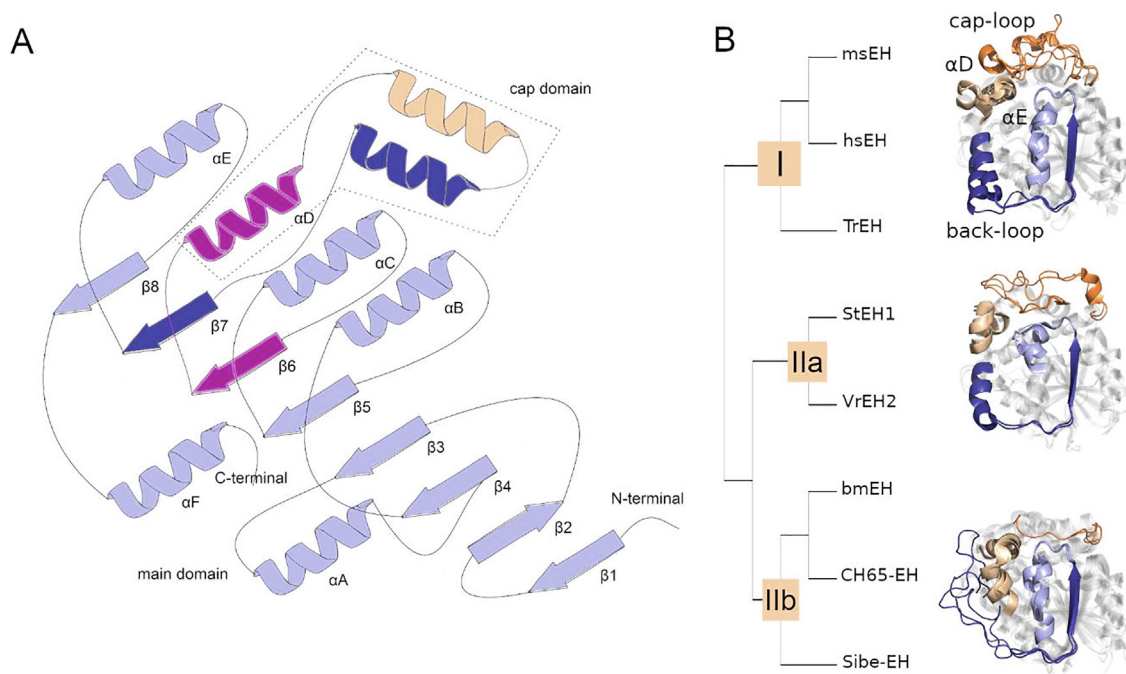 A
cap domain
αE
αD
αC
αB
β8
β7
β6
β5
β3
β4
β2
β1
N-terminal
C-terminal
αF
αA
main domain
B
msEH
hsEH
I
TrEH
StEH1
IIa
VrEH2
bmEH
CH65-EH
IIb
Sibe-EH
cap-loop
αD
αE
back-loop